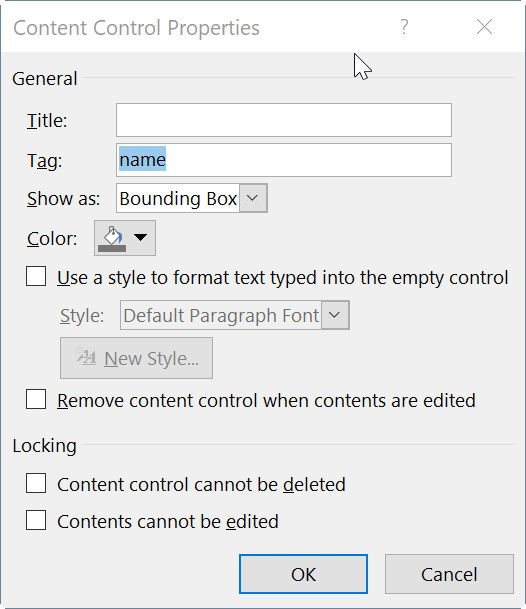 Content Control Properties ?
General
Title:
Tag: name
Show as: Bounding Box
Color:
Use a style to format text typed into the empty control
Style: Default Paragraph Font
New Style...
Remove content control when contents are edited
Locking
Content control cannot be deleted
Contents cannot be edited
OK Cancel